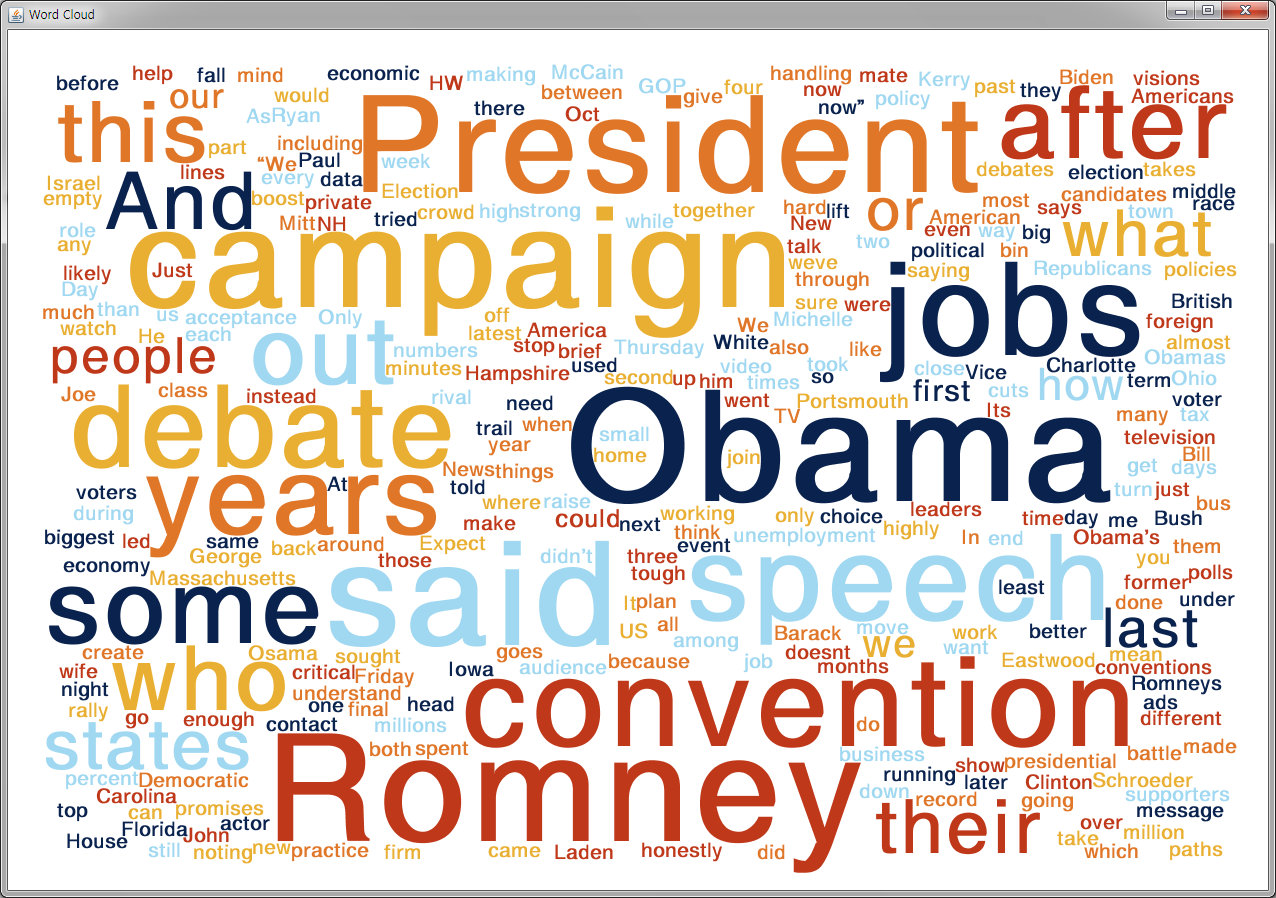 Word Cloud
before help fall mind economic HW making McCain GOP four handling mate Kerry past they Biden visions
our would there between give now now” policy Americans
this AsRyan President Oct after
part including
lines “We Paul week debates election takes
Israel And every data Election candidates middle
empty boost private crowd high strong while together hard lift or most says town race
role Mitt NH tried New American even way big what
any campaign talk two political bin
likely Just weve through saying Republicans policies
Day jobs
much than us acceptance Only off sure were British
watch He each latest America We Michelle foreign
people out numbers stop brief Thursday White also like almost
minutes Hampshire used second up him video times took so close Vice Charlotte Obamas
Joe class instead rival need went Portsmouth first cuts how term Ohio
debate trail when Obama small TV Its many voter tax
year home join television
News things get Bill days
voters years At told where raise turn just
during make could next working only choice leaders time day me Bush bus
biggest led same think highly In end Obama’s
George back around Expect event unemployment you them
economy those said didn’t three speech
Massachusetts tough least former polls
some It plan done under
US all among Barack move we work better last
create Osama sought goes doesnt want
wife who critical Friday Iowa audience because job months Eastwood mean conventions
night understand convention Romneys
rally one final head ads
go enough contact millions do different
states both spent business presidential battle made
percent Democratic Romney running show later Clinton Schroeder
Carolina down record going supporters
top can promises their message
House Florida John actor over million
still noting new practice firm came Laden honestly did take which paths